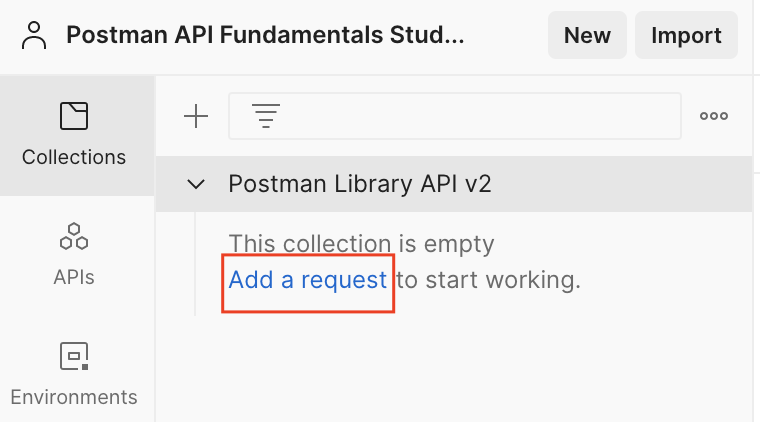 Postman API Fundamentals Stud...
New
Import
Collections
Postman Library API v2
This collection is empty
Add a request to start working.
APIs
Environments